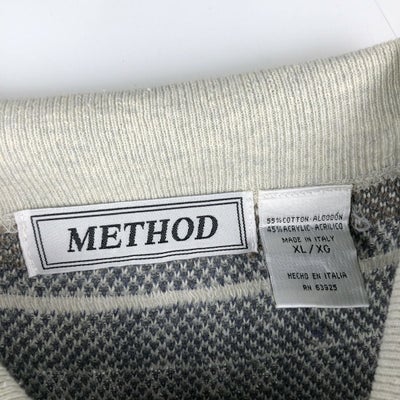 METHOD
55% COTTON-ALGODÓN
45% ACRYLIC-ACRILICO
MADE IN ITALY
XL/XG
HECHO EN ITALIA
RN 63925